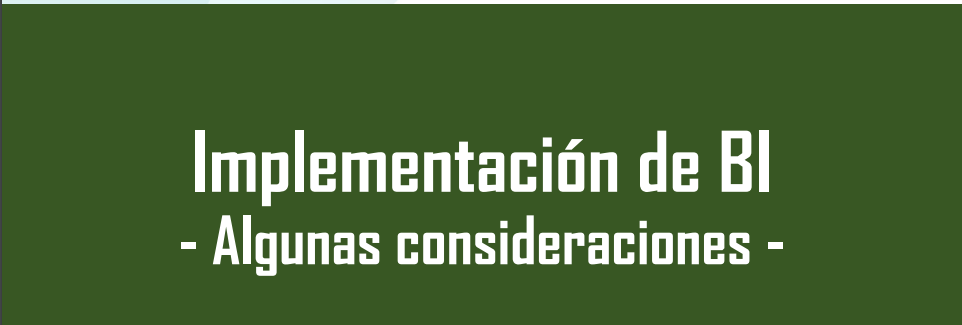 Implementación de BI
- Algunas consideraciones -